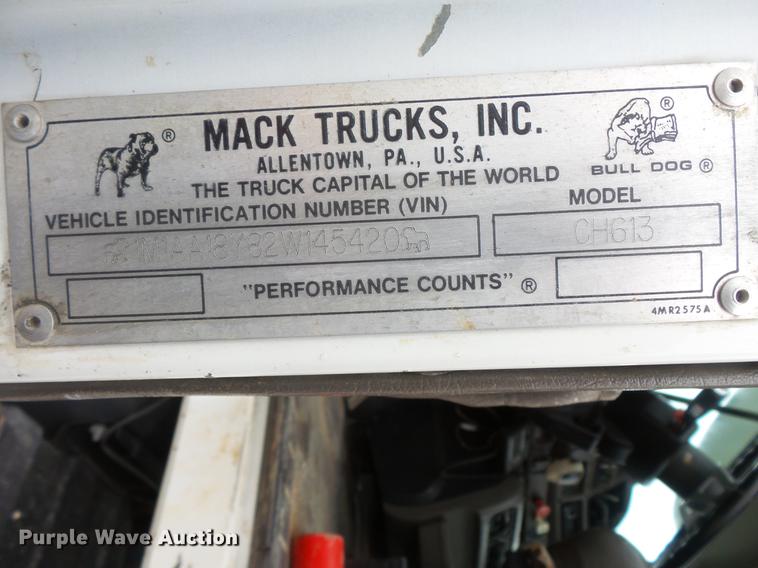 MACK TRUCKS, INC.
ALLENTOWN, PA., U.S.A.
THE TRUCK CAPITAL OF THE WORLD
BULL DOG ®
VEHICLE IDENTIFICATION NUMBER (VIN)
MODEL
1M1AA18Y82W145420
CH613
"PERFORMANCE COUNTS" ®
4MR2575A
Purple Wave Auction